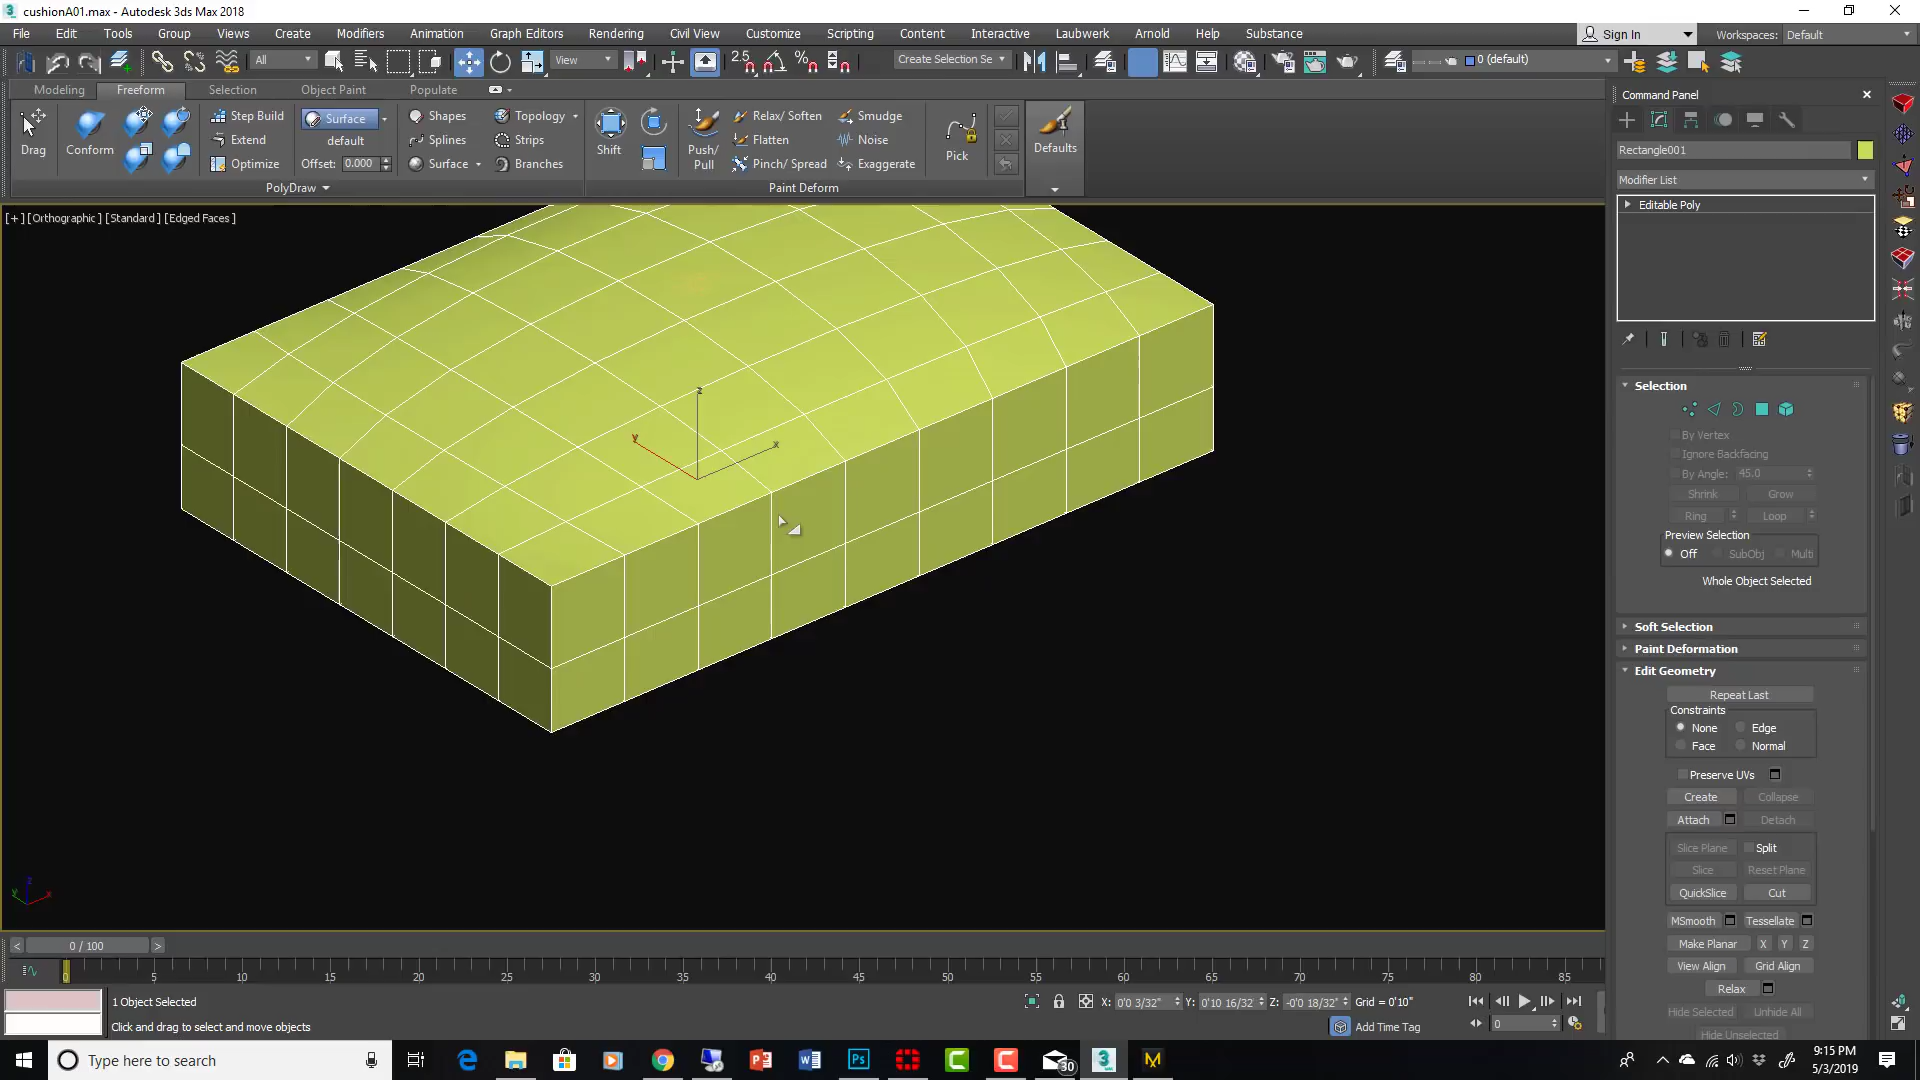 cushionA01.max - Autodesk 3ds Max 2018
File Edit Tools Group Views Create Modifiers Animation Graph Editors Rendering Civil View Customize Scripting Content Interactive Laubwerk Arnold Help Substance
Sign In Workspaces: Default
All View 2.5 Create Selection Se 0 (default)
Modeling Freeform Selection Object Paint Populate
Drag Conform Step Build Extend Optimize
Surface default Offset: 0.000
Shapes Splines Surface
Topology Strips Branches
Shift Push/ Pull
Relax/ Soften Flatten Pinch/ Spread
Smudge Noise Exaggerate
Pick Defaults
PolyDraw Paint Deform
[+] [Orthographic] [Standard] [Edged Faces]
z
y x
z
y x
Command Panel
Rectangle001
Modifier List
Editable Poly
Selection
By Vertex
Ignore Backfacing
By Angle: 45.0
Shrink Grow
Ring Loop
Preview Selection
Off SubObj Multi
Whole Object Selected
Soft Selection
Paint Deformation
Edit Geometry
Repeat Last
Constraints
None Edge
Face Normal
Preserve UVs
Create Collapse
Attach Detach
Slice Plane Split
Slice Reset Plane
QuickSlice Cut
MSmooth Tessellate
Make Planar X Y Z
View Align Grid Align
Relax
Hide Selected Unhide All
Hide Unselected
< 0 / 100 >
0 5 10 15 20 25 30 35 40 45 50 55 60 65 70 75 80 85
1 Object Selected
X: 0'0 3/32" Y: 0'10 16/32 Z: -0'0 18/32" Grid = 0'10"
Click and drag to select and move objects
Add Time Tag
0
Type here to search
30
9:15 PM
5/3/2019